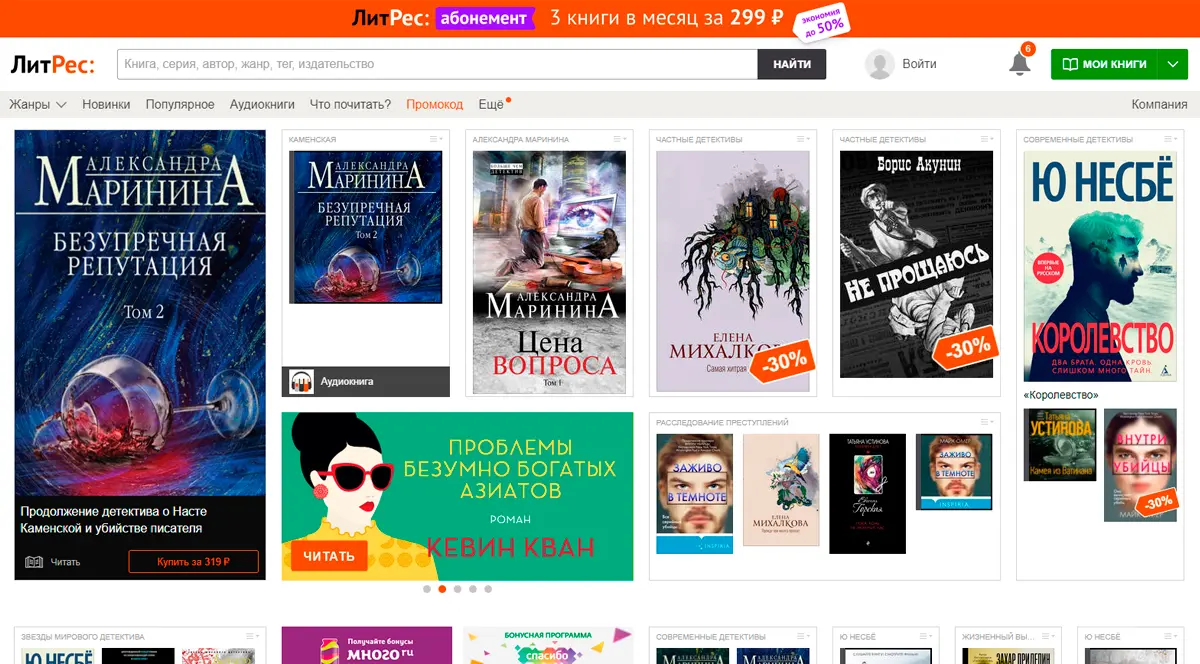 ЛитРес: абонемент 3 книги в месяц за 299 ₽ экономия до 50%
ЛитРес:
Книга, серия, автор, жанр, тег, издательство
НАЙТИ
Войти
6
МОИ КНИГИ
Жанры
Новинки
Популярное
Аудиокниги
Что почитать?
Промокод
Ещё
Компания
АЛЕКСАНДРА
МАРИНИНА
БЕЗУПРЕЧНАЯ
РЕПУТАЦИЯ
Том 2
Продолжение детектива о Насте
Каменской и убийстве писателя
Читать
Купить за 319 ₽
КАМЕНСКАЯ
АЛЕКСАНДРА
МАРИНИНА
БЕЗУПРЕЧНАЯ
РЕПУТАЦИЯ
Том 2
Аудиокнига
АЛЕКСАНДРА МАРИНИНА
БОЛЬШЕ ЧЕМ
ДЕТЕКТИВ
АЛЕКСАНДРА
МАРИНИНА
Цена
ВОПРОСА
Том 1
ЧАСТНЫЕ ДЕТЕКТИВЫ
ЕЛЕНА
Самая хитрая
-30%
ЧАСТНЫЕ ДЕТЕКТИВЫ
Борис Акунин
НЕ ПРОЩАЮСЬ
-30%
СОВРЕМЕННЫЕ ДЕТЕКТИВЫ
Ю НЕСБЁ
ВПЕРВЫЕ
НА
РУССКОМ
КОРОЛЕВСТВО
ДВА БРАТА. ОДНА КРОВЬ.
СЛИШКОМ МНОГО ТАЙН.
«Королевство»
Татьяна
УСТИНОВА
Камея из Ватикана
ВНУТРИ
УБИЙЦЫ
-30%
ПРОБЛЕМЫ
БЕЗУМНО БОГАТЫХ
АЗИАТОВ
РОМАН
КЕВИН КВАН
ЧИТАТЬ
РАССЛЕДОВАНИЕ ПРЕСТУПЛЕНИЙ
ЗАЖИВО
В ТЕМНОТЕ
INSPIRIA
ЕЛЕНА
МИХАЛКОВА
ТАТЬЯНА УСТИНОВА
МАЙК ОМЕР
ЗАЖИВО
В ТЕМНОТЕ
INSPIRIA
ЗВЕЗДЫ МИРОВОГО ДЕТЕКТИВА
Ю НЕСБЁ
Получайте бонусы
МНОГО.ru
БОНУСНАЯ ПРОГРАММА
спасибо
СОВРЕМЕННЫЕ ДЕТЕКТИВЫ
АЛЕКСАНДРА
АЛЕКСАНДРА
Ю НЕСБЁ
ЖИЗНЕННЫЙ ВЫ...
ЗАХАР ПРИЛЕПИН
Ю НЕСБЁ